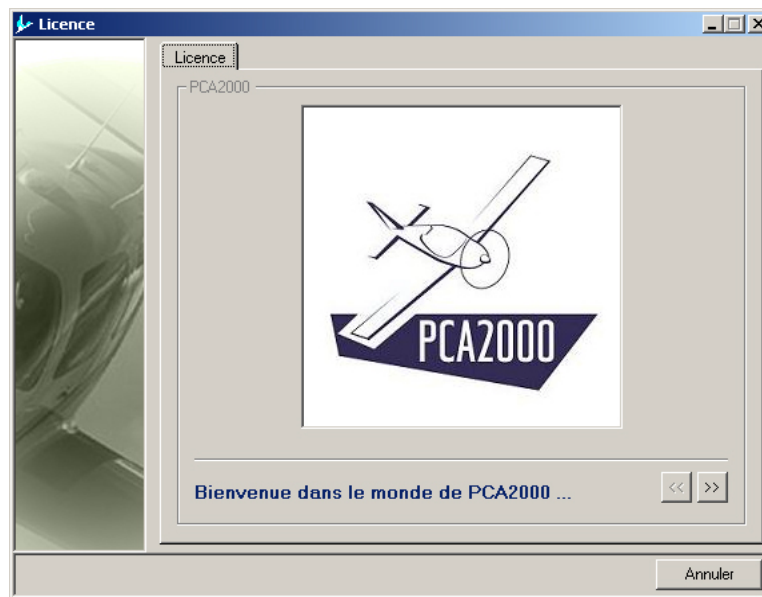 Licence
Licence
PCA2000
PCA2000
Bienvenue dans le monde de PCA2000 ...
<< >>
Annuler